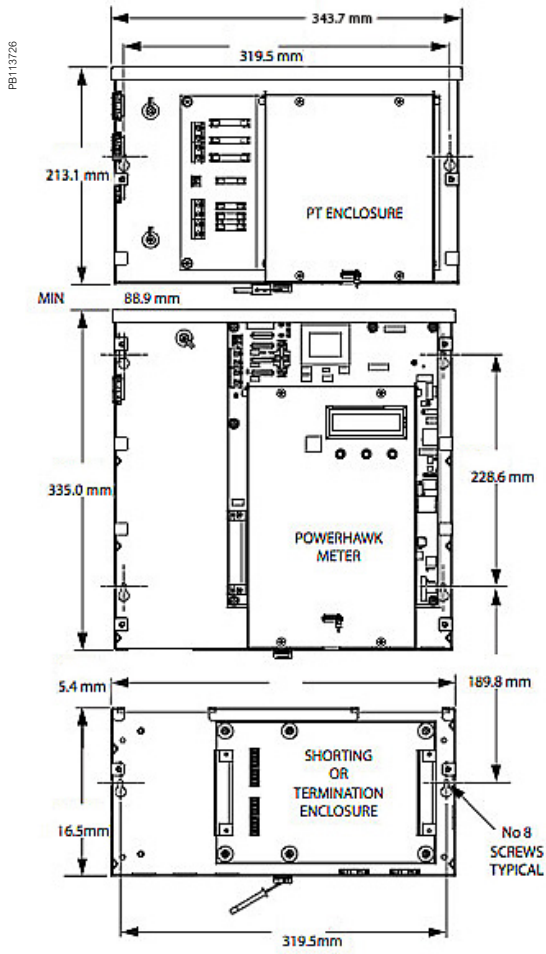 PB113726
343.7 mm
319.5 mm
213.1 mm
PT ENCLOSURE
MIN
88.9 mm
335.0 mm
228.6 mm
POWERHAWK
METER
5.4 mm
189.8 mm
SHORTING
OR
TERMINATION
ENCLOSURE
16.5mm
No 8
SCREWS
TYPICAL
319.5mm